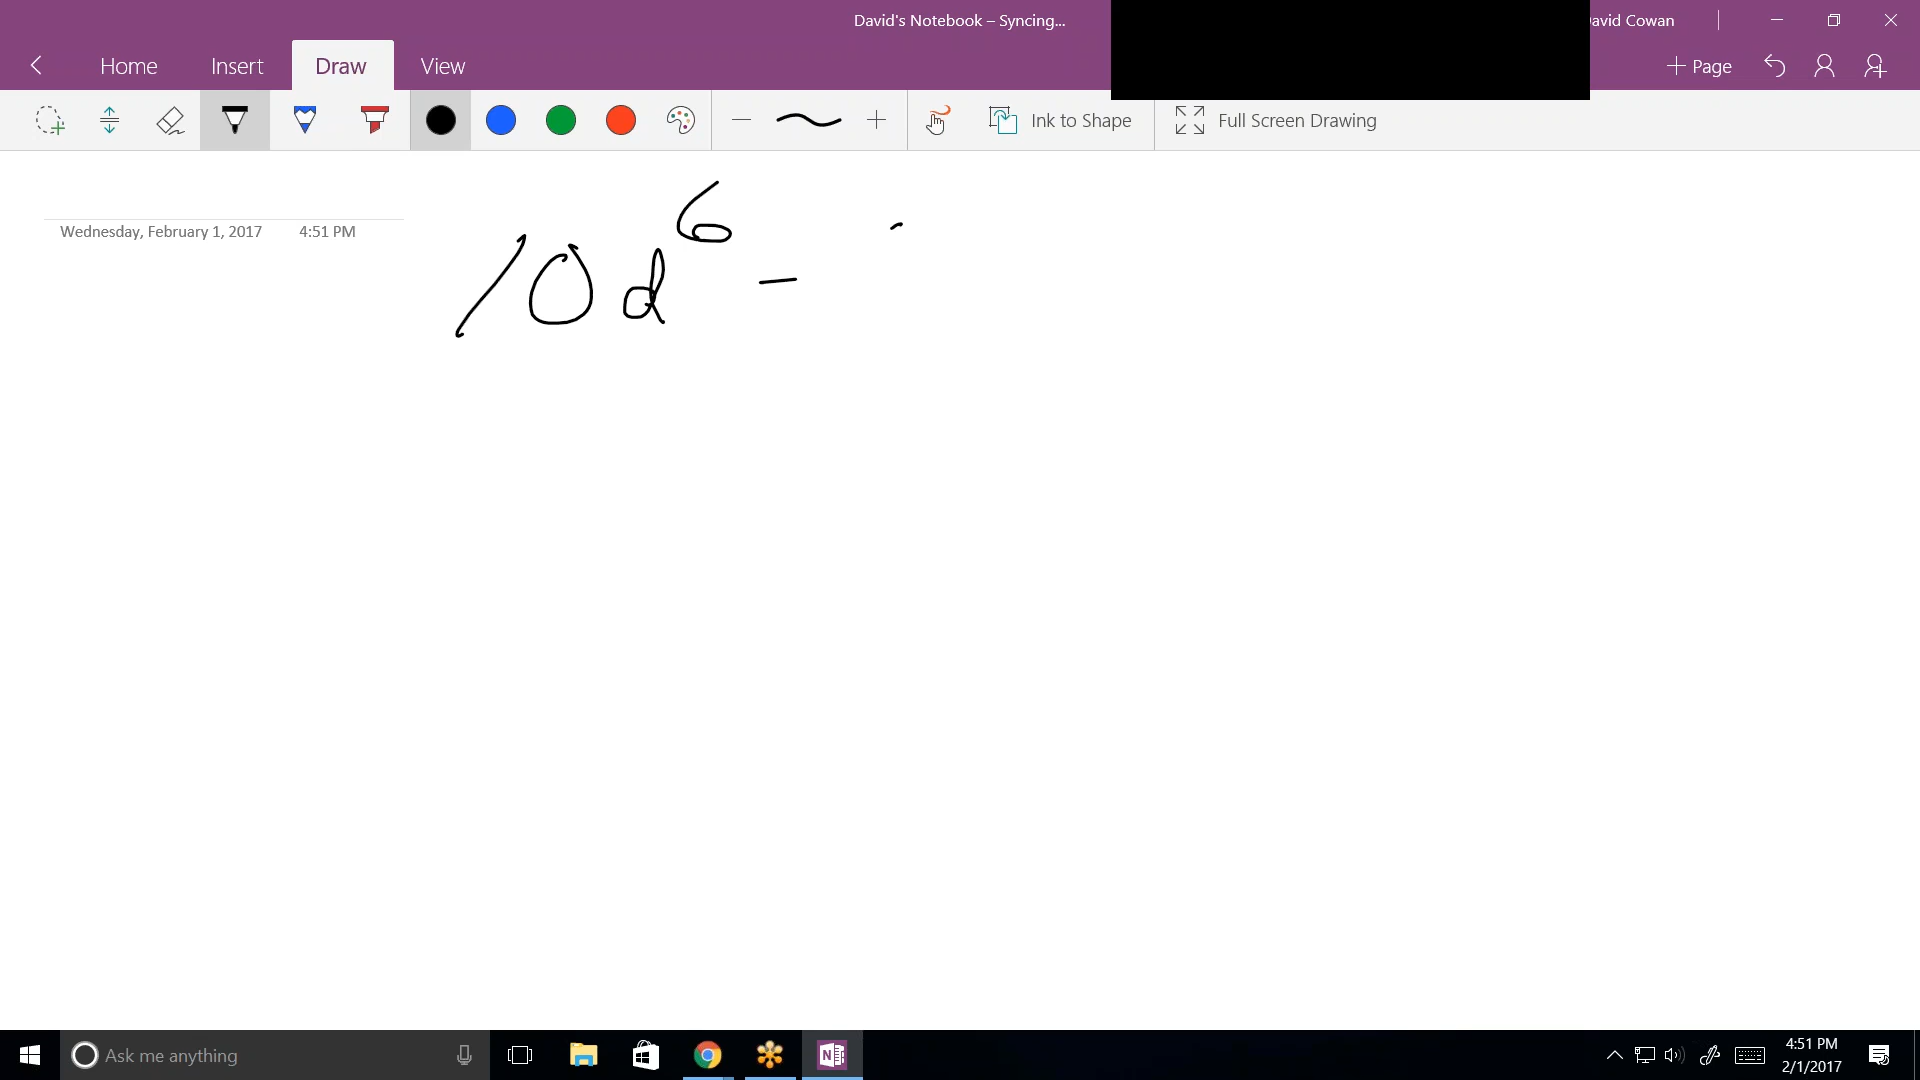 David's Notebook – Syncing...
avid Cowan
Home Insert Draw View
Page
Ink to Shape Full Screen Drawing
Wednesday, February 1, 2017 4:51 PM
10d⁶ –
Ask me anything
N
4:51 PM
2/1/2017